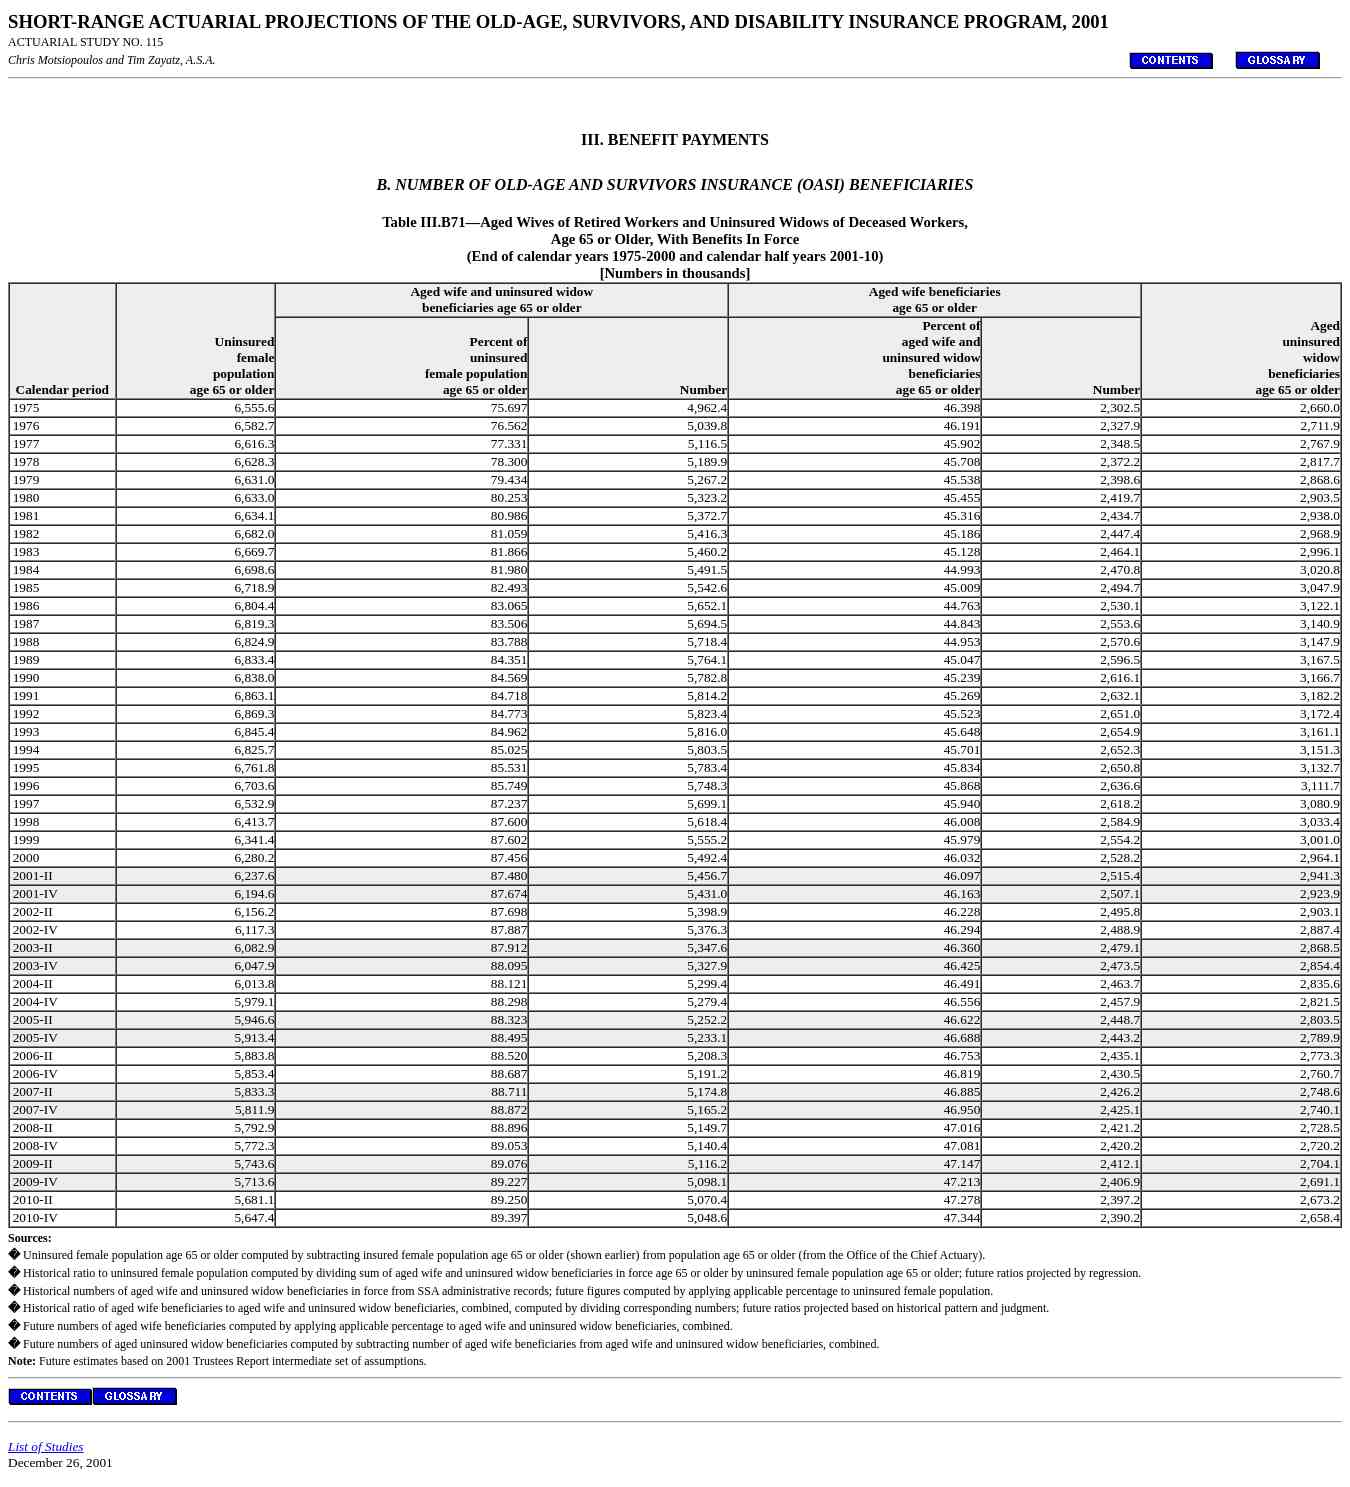 SHORT-RANGE ACTUARIAL PROJECTIONS OF THE OLD-AGE, SURVIVORS, AND DISABILITY INSURANCE PROGRAM, 2001
ACTUARIAL STUDY NO. 115
Chris Motsiopoulos and Tim Zayatz, A.S.A. CONTENTS GLOSSARY
III. BENEFIT PAYMENTS
B. NUMBER OF OLD-AGE AND SURVIVORS INSURANCE (OASI) BENEFICIARIES
Table III.B71—Aged Wives of Retired Workers and Uninsured Widows of Deceased Workers,
Age 65 or Older, With Benefits In Force
(End of calendar years 1975-2000 and calendar half years 2001-10)
[Numbers in thousands]
Calendar period
Uninsured
female
population
age 65 or older
Aged wife and uninsured widow
beneficiaries age 65 or older
Percent of
uninsured
female population
age 65 or older
Number
Aged wife beneficiaries
age 65 or older
Percent of
aged wife and
uninsured widow
beneficiaries
age 65 or older
Number
Aged
uninsured
widow
beneficiaries
age 65 or older
1975 6,555.6 75.697 4,962.4 46.398 2,302.5 2,660.0
1976 6,582.7 76.562 5,039.8 46.191 2,327.9 2,711.9
1977 6,616.3 77.331 5,116.5 45.902 2,348.5 2,767.9
1978 6,628.3 78.300 5,189.9 45.708 2,372.2 2,817.7
1979 6,631.0 79.434 5,267.2 45.538 2,398.6 2,868.6
1980 6,633.0 80.253 5,323.2 45.455 2,419.7 2,903.5
1981 6,634.1 80.986 5,372.7 45.316 2,434.7 2,938.0
1982 6,682.0 81.059 5,416.3 45.186 2,447.4 2,968.9
1983 6,669.7 81.866 5,460.2 45.128 2,464.1 2,996.1
1984 6,698.6 81.980 5,491.5 44.993 2,470.8 3,020.8
1985 6,718.9 82.493 5,542.6 45.009 2,494.7 3,047.9
1986 6,804.4 83.065 5,652.1 44.763 2,530.1 3,122.1
1987 6,819.3 83.506 5,694.5 44.843 2,553.6 3,140.9
1988 6,824.9 83.788 5,718.4 44.953 2,570.6 3,147.9
1989 6,833.4 84.351 5,764.1 45.047 2,596.5 3,167.5
1990 6,838.0 84.569 5,782.8 45.239 2,616.1 3,166.7
1991 6,863.1 84.718 5,814.2 45.269 2,632.1 3,182.2
1992 6,869.3 84.773 5,823.4 45.523 2,651.0 3,172.4
1993 6,845.4 84.962 5,816.0 45.648 2,654.9 3,161.1
1994 6,825.7 85.025 5,803.5 45.701 2,652.3 3,151.3
1995 6,761.8 85.531 5,783.4 45.834 2,650.8 3,132.7
1996 6,703.6 85.749 5,748.3 45.868 2,636.6 3,111.7
1997 6,532.9 87.237 5,699.1 45.940 2,618.2 3,080.9
1998 6,413.7 87.600 5,618.4 46.008 2,584.9 3,033.4
1999 6,341.4 87.602 5,555.2 45.979 2,554.2 3,001.0
2000 6,280.2 87.456 5,492.4 46.032 2,528.2 2,964.1
2001-II 6,237.6 87.480 5,456.7 46.097 2,515.4 2,941.3
2001-IV 6,194.6 87.674 5,431.0 46.163 2,507.1 2,923.9
2002-II 6,156.2 87.698 5,398.9 46.228 2,495.8 2,903.1
2002-IV 6,117.3 87.887 5,376.3 46.294 2,488.9 2,887.4
2003-II 6,082.9 87.912 5,347.6 46.360 2,479.1 2,868.5
2003-IV 6,047.9 88.095 5,327.9 46.425 2,473.5 2,854.4
2004-II 6,013.8 88.121 5,299.4 46.491 2,463.7 2,835.6
2004-IV 5,979.1 88.298 5,279.4 46.556 2,457.9 2,821.5
2005-II 5,946.6 88.323 5,252.2 46.622 2,448.7 2,803.5
2005-IV 5,913.4 88.495 5,233.1 46.688 2,443.2 2,789.9
2006-II 5,883.8 88.520 5,208.3 46.753 2,435.1 2,773.3
2006-IV 5,853.4 88.687 5,191.2 46.819 2,430.5 2,760.7
2007-II 5,833.3 88.711 5,174.8 46.885 2,426.2 2,748.6
2007-IV 5,811.9 88.872 5,165.2 46.950 2,425.1 2,740.1
2008-II 5,792.9 88.896 5,149.7 47.016 2,421.2 2,728.5
2008-IV 5,772.3 89.053 5,140.4 47.081 2,420.2 2,720.2
2009-II 5,743.6 89.076 5,116.2 47.147 2,412.1 2,704.1
2009-IV 5,713.6 89.227 5,098.1 47.213 2,406.9 2,691.1
2010-II 5,681.1 89.250 5,070.4 47.278 2,397.2 2,673.2
2010-IV 5,647.4 89.397 5,048.6 47.344 2,390.2 2,658.4
Sources:
� Uninsured female population age 65 or older computed by subtracting insured female population age 65 or older (shown earlier) from population age 65 or older (from the Office of the Chief Actuary).
� Historical ratio to uninsured female population computed by dividing sum of aged wife and uninsured widow beneficiaries in force age 65 or older by uninsured female population age 65 or older; future ratios projected by regression.
� Historical numbers of aged wife and uninsured widow beneficiaries in force from SSA administrative records; future figures computed by applying applicable percentage to uninsured female population.
� Historical ratio of aged wife beneficiaries to aged wife and uninsured widow beneficiaries, combined, computed by dividing corresponding numbers; future ratios projected based on historical pattern and judgment.
� Future numbers of aged wife beneficiaries computed by applying applicable percentage to aged wife and uninsured widow beneficiaries, combined.
� Future numbers of aged uninsured widow beneficiaries computed by subtracting number of aged wife beneficiaries from aged wife and uninsured widow beneficiaries, combined.
Note: Future estimates based on 2001 Trustees Report intermediate set of assumptions.
CONTENTS GLOSSARY
List of Studies
December 26, 2001